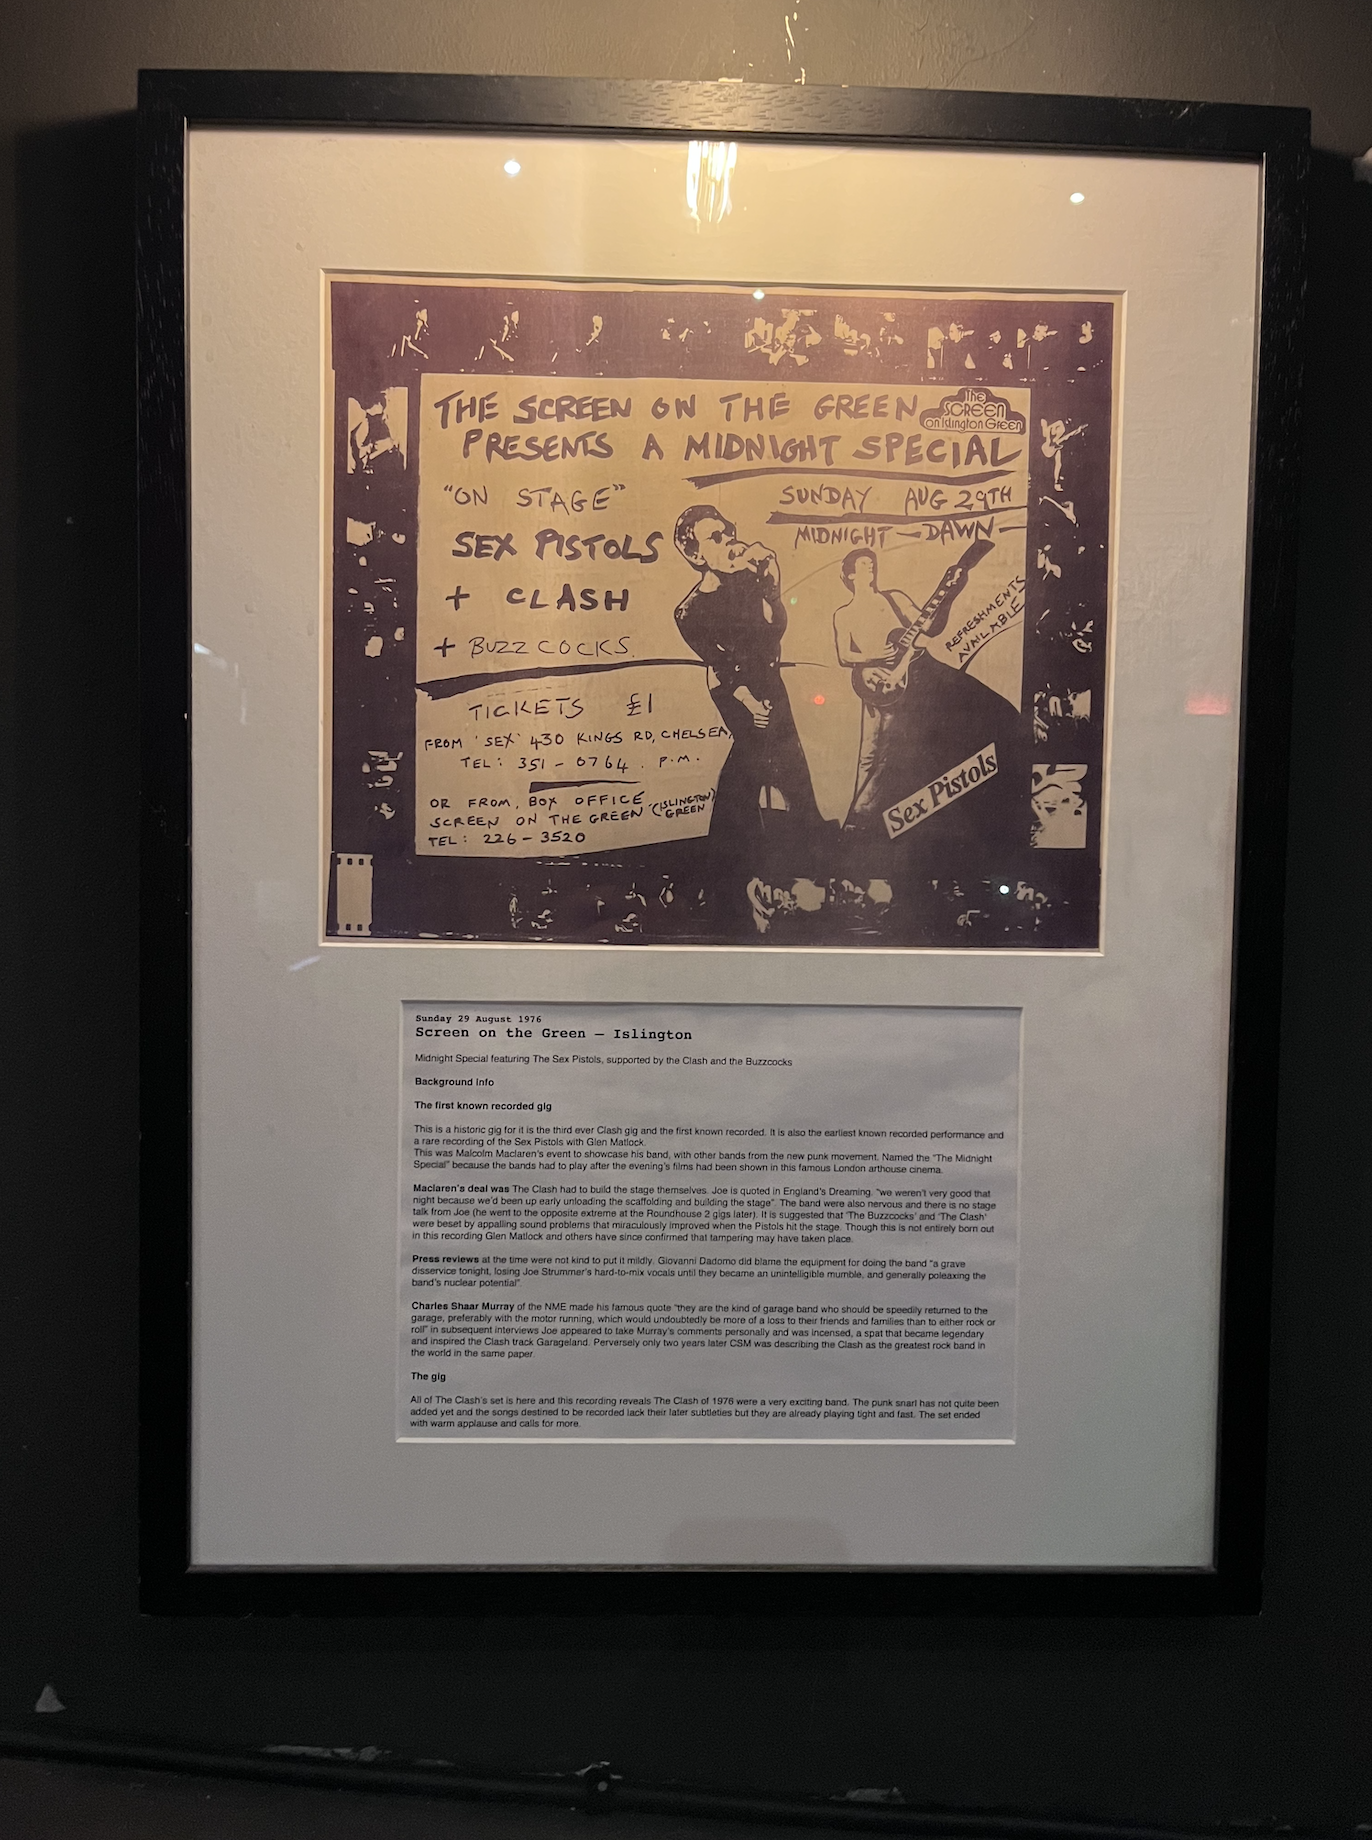 THE SCREEN ON THE GREEN
The
SCREEN
on Islington Green
PRESENTS A MIDNIGHT SPECIAL
"ON STAGE"
SUNDAY AUG 29TH
MIDNIGHT — DAWN —
SEX PISTOLS
+ CLASH
+ BUZZCOCKS.
REFRESHMENTS
AVAILABLE
TICKETS £1
FROM 'SEX' 430 KINGS RD, CHELSEA,
TEL: 351-0764. P.M.
OR FROM, BOX OFFICE
SCREEN ON THE GREEN (ISLINGTON GREEN)
TEL: 226-3520
Sex Pistols
Sunday 29 August 1976
Screen on the Green – Islington
Midnight Special featuring The Sex Pistols, supported by the Clash and the Buzzcocks
Background Info
The first known recorded gig
This is a historic gig for it is the third ever Clash gig and the first known recorded. It is also the earliest known recorded performance and
a rare recording of the Sex Pistols with Glen Matlock.
This was Malcolm Maclaren's event to showcase his band, with other bands from the new punk movement. Named the "The Midnight
Special" because the bands had to play after the evening's films had been shown in this famous London arthouse cinema.
Maclaren's deal was The Clash had to build the stage themselves. Joe is quoted in England's Dreaming. "we weren't very good that
night because we'd been up early unloading the scaffolding and building the stage". The band were also nervous and there is no stage
talk from Joe (he went to the opposite extreme at the Roundhouse 2 gigs later). It is suggested that 'The Buzzcocks' and 'The Clash'
were beset by appalling sound problems that miraculously improved when the Pistols hit the stage. Though this is not entirely born out
in this recording Glen Matlock and others have since confirmed that tampering may have taken place.
Press reviews at the time were not kind to put it mildly. Giovanni Dadomo did blame the equipment for doing the band "a grave
disservice tonight, losing Joe Strummer's hard-to-mix vocals until they became an unintelligible mumble, and generally poleaxing the
band's nuclear potential".
Charles Shaar Murray of the NME made his famous quote "they are the kind of garage band who should be speedily returned to the
garage, preferably with the motor running, which would undoubtedly be more of a loss to their friends and families than to either rock or
roll" in subsequent interviews Joe appeared to take Murray's comments personally and was incensed, a spat that became legendary
and inspired the Clash track Garageland. Perversely only two years later CSM was describing the Clash as the greatest rock band in
the world in the same paper.
The gig
All of The Clash's set is here and this recording reveals The Clash of 1976 were a very exciting band. The punk snarl has not quite been
added yet and the songs destined to be recorded lack their later subtleties but they are already playing tight and fast. The set ended
with warm applause and calls for more.